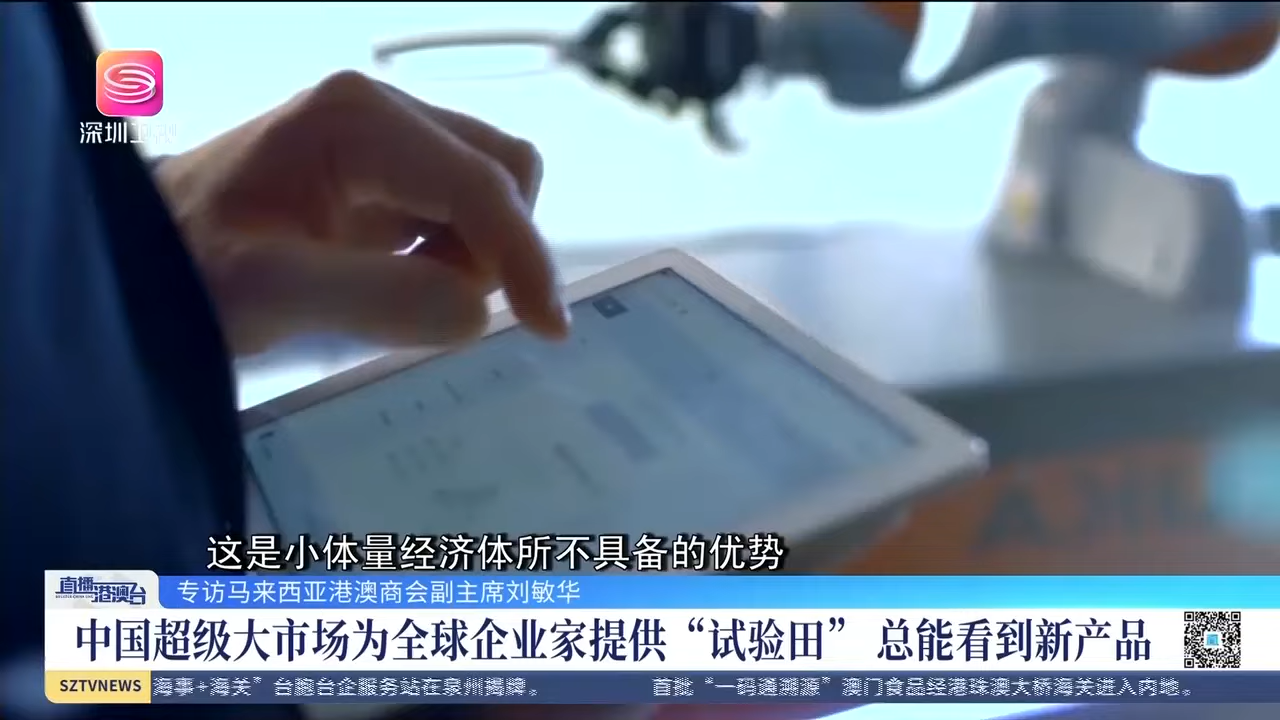 深圳卫视
这是小体量经济体所不具备的优势
直播港澳台
专访马来西亚港澳商会副主席刘敏华
中国超级大市场为全球企业家提供“试验田” 总能看到新产品
SZTVNEWS
海事+海关”台胞台企服务站在泉州揭牌。 首批“一码通”澳门食品经港珠澳大桥海关进入内地。